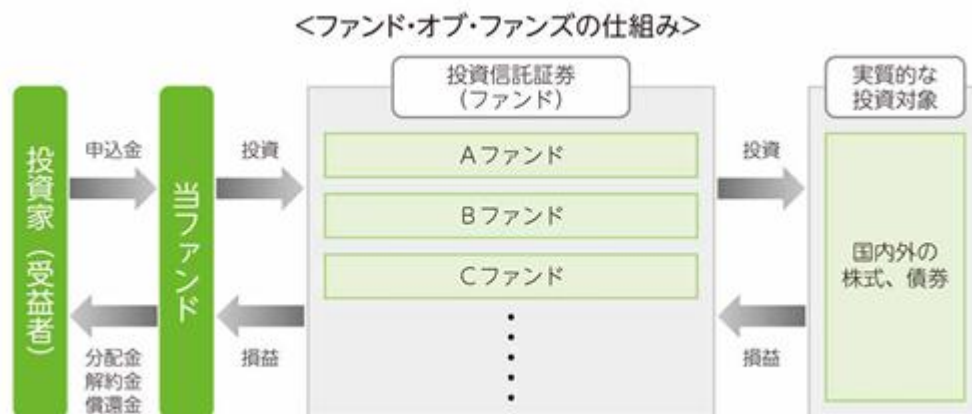 <ファンド・オブ・ファンズの仕組み>
投資信託証券
(ファンド)
実質的な
投資対象
投資家(受益者)
申込金
分配金
解約金
償還金
当ファンド
投資
損益
Aファンド
Bファンド
Cファンド
投資
損益
国内外の
株式、債券